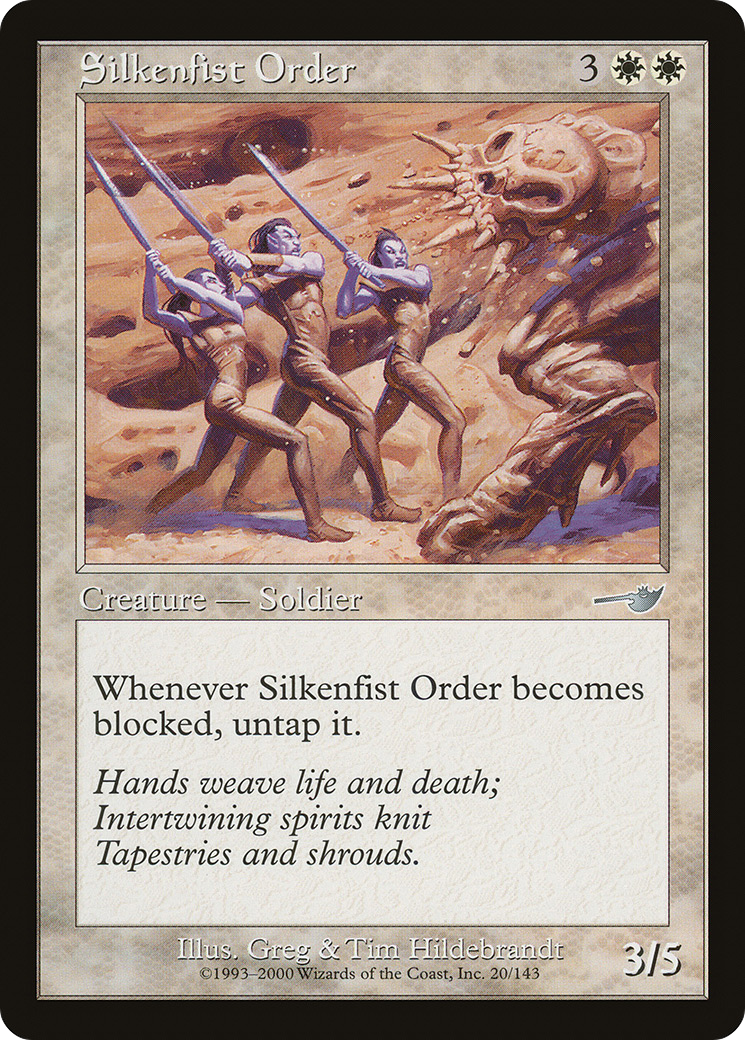 Silkenfist Order 3
Creature — Soldier
Whenever Silkenfist Order becomes
blocked, untap it.
Hands weave life and death;
Intertwining spirits knit
Tapestries and shrouds.
Illus. Greg & Tim Hildebrandt
©1993–2000 Wizards of the Coast, Inc. 20/143
3/5